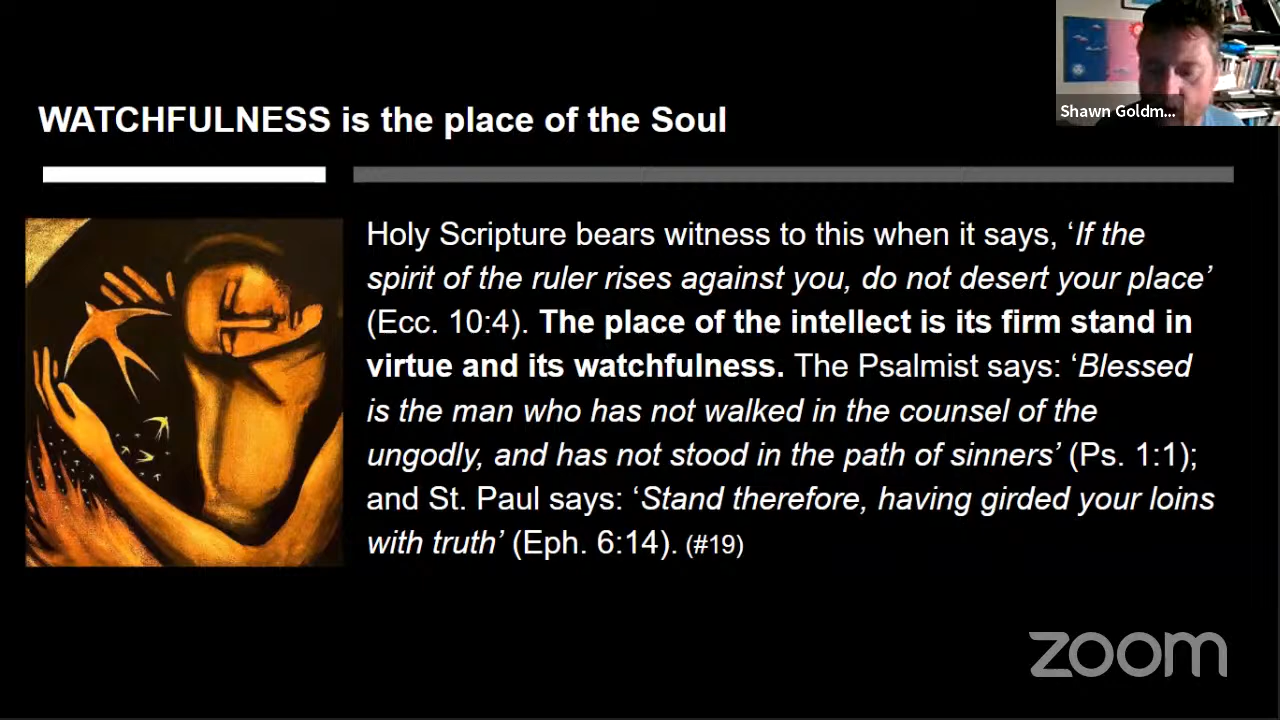 Shawn Goldm...
WATCHFULNESS is the place of the Soul
Holy Scripture bears witness to this when it says, ‘If the
spirit of the ruler rises against you, do not desert your place’
(Ecc. 10:4). The place of the intellect is its firm stand in
virtue and its watchfulness. The Psalmist says: ‘Blessed
is the man who has not walked in the counsel of the
ungodly, and has not stood in the path of sinners’ (Ps. 1:1);
and St. Paul says: ‘Stand therefore, having girded your loins
with truth’ (Eph. 6:14). (#19)
zoom